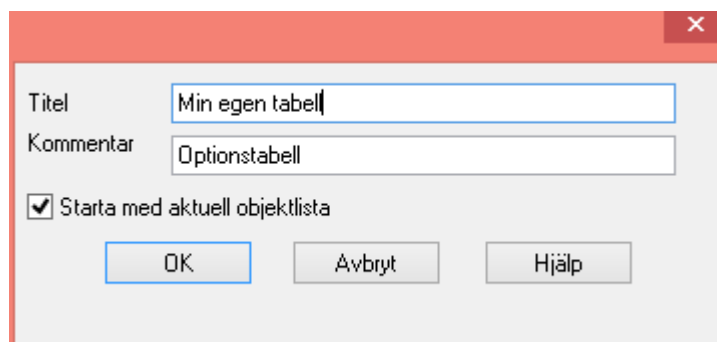 Titel Min egen tabell
Kommentar Optionstabell
Starta med aktuell objektlista
OK Avbryt Hjälp